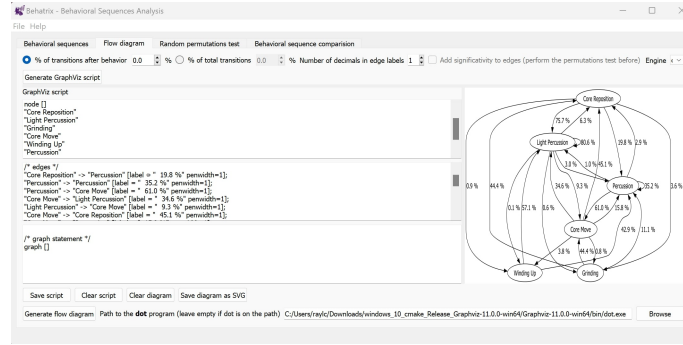 Behatrix - Behavioral Sequences Analysis
File Help
Behavioral sequences Flow diagram Random permutations test Behavioral sequence comparision
% of transitions after behavior 0.0 % % of total transitions 0.0 % Number of decimals in edge labels 1 Add significativity to edges (perform the permutations test before) Engine
Generate GraphViz script
GraphViz script
node []
"Core Reposition"
"Light Percussion"
"Grinding"
"Core Move"
"Winding Up"
"Percussion"
/* edges */
"Core Reposition" -> "Percussion" [label = " 19.8 %" penwidth=1];
"Percussion" -> "Percussion" [label = " 35.2 %" penwidth=1];
"Percussion" -> "Core Move" [label = " 61.0 %" penwidth=1];
"Core Move" -> "Light Percussion" [label = " 34.6 %" penwidth=1];
"Light Percussion" -> "Core Move" [label = " 9.3 %" penwidth=1];
"Core Move" -> "Core Reposition" [label = " 45.1 %" penwidth=1];
/* graph statement */
graph []
Core Reposition
75.7 % 6.3 %
Light Percussion 80.6 % 19.8 % 2.9 %
3.0 % 1.0 % 45.1 %
0.9 % 44.4 % 34.6 % 9.3 % Percussion 35.2 % 3.6 %
0.1 % 57.1 % 0.6 % 61.0 % 15.8 %
Core Move 42.9 % 11.1 %
3.8 % 44.4 % 0.8 %
Winding Up Grinding
Save script Clear script Clear diagram Save diagram as SVG
Generate flow diagram Path to the dot program (leave empty if dot is on the path) C:/Users/raylc/Downloads/windows_10_cmake_Release_Graphviz-11.0.0-win64/Graphviz-11.0.0-win64/bin/dot.exe Browse